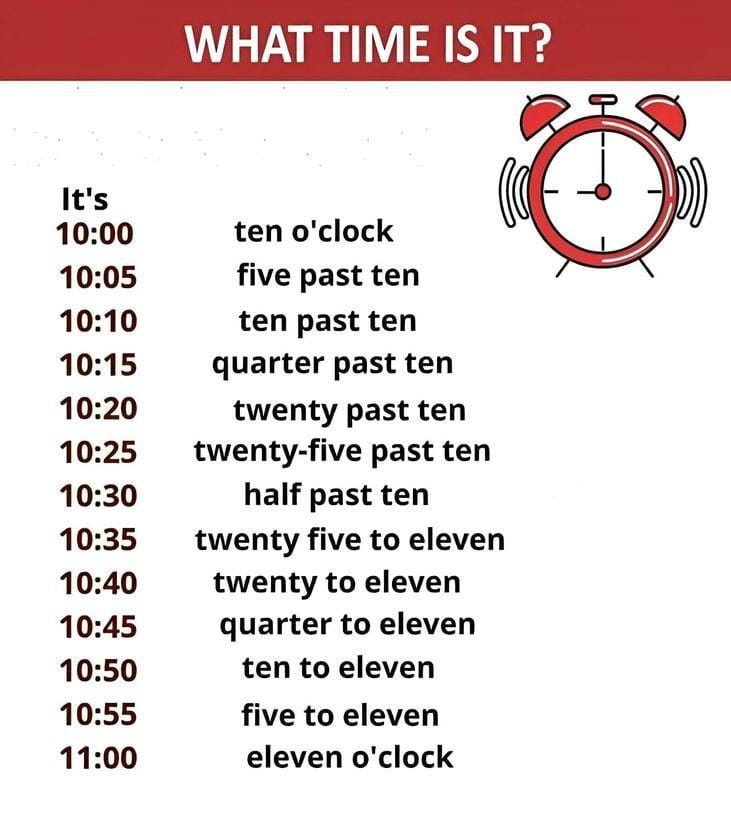 WHAT TIME IS IT?
It's
10:00 ten o'clock
10:05 five past ten
10:10 ten past ten
10:15 quarter past ten
10:20 twenty past ten
10:25 twenty-five past ten
10:30 half past ten
10:35 twenty five to eleven
10:40 twenty to eleven
10:45 quarter to eleven
10:50 ten to eleven
10:55 five to eleven
11:00 eleven o'clock